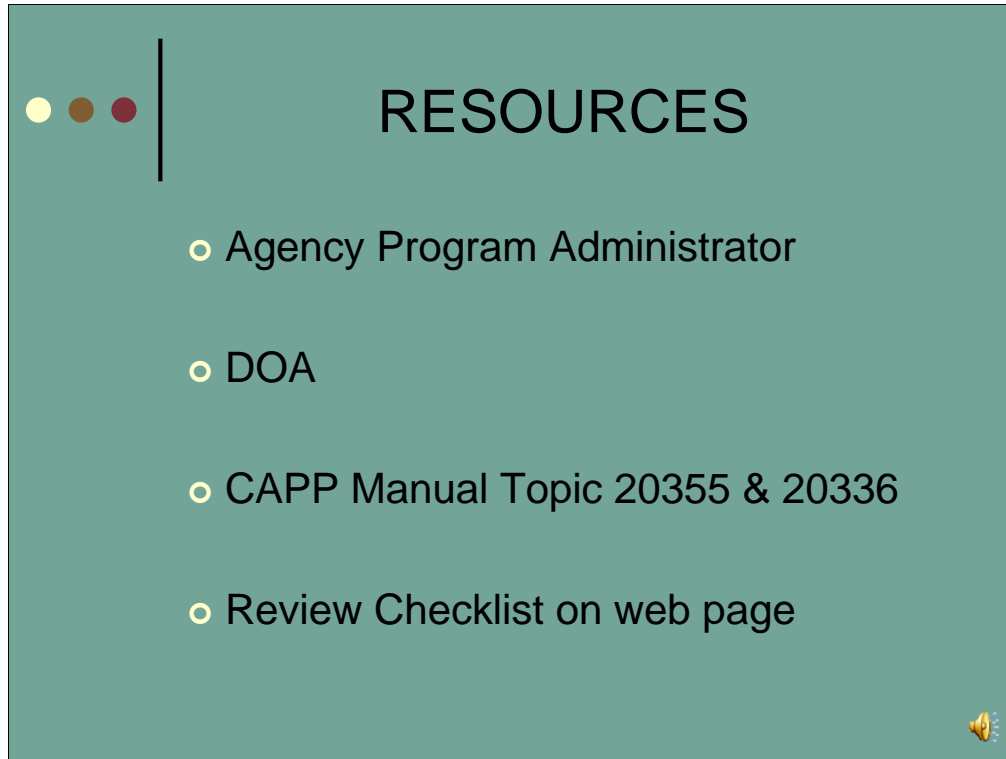 RESOURCES
Agency Program Administrator
DOA
CAPP Manual Topic 20355 & 20336
Review Checklist on web page